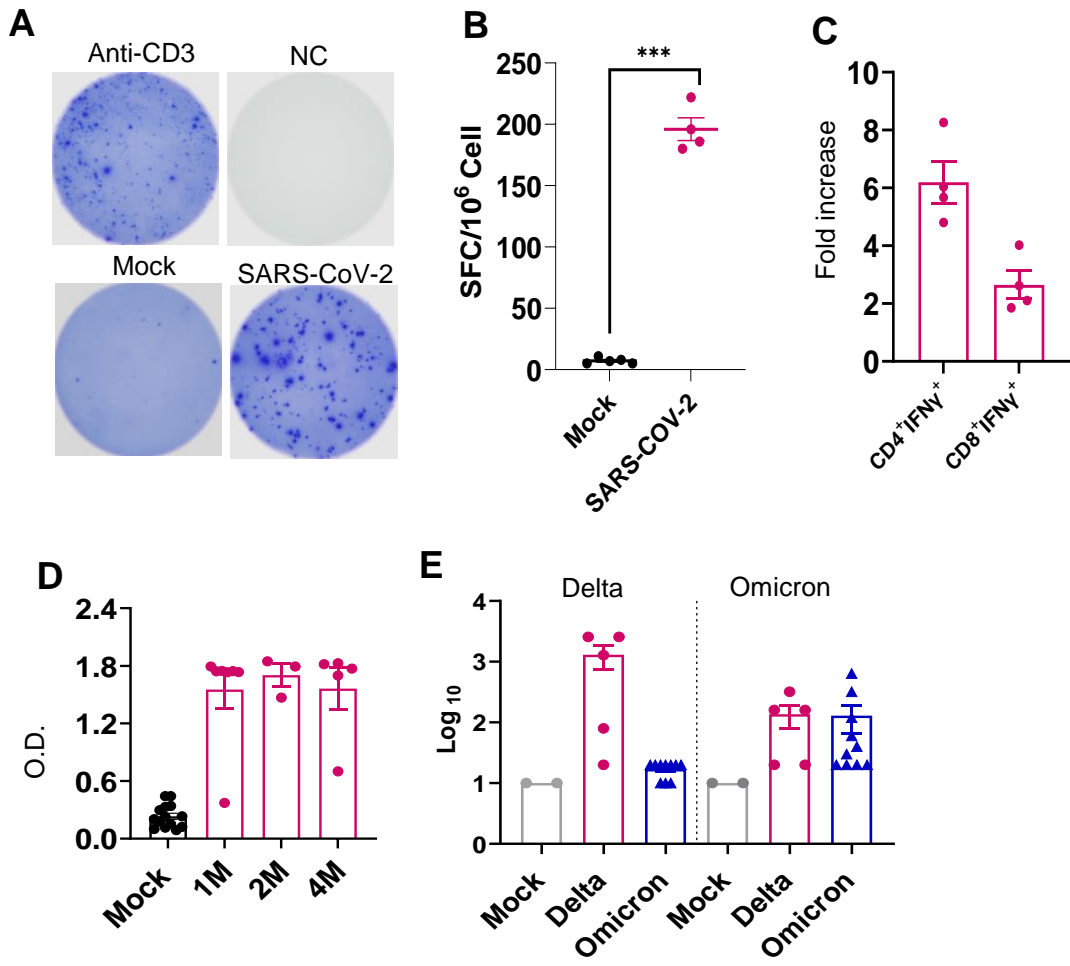 A
Anti-CD3
NC
Mock
SARS-CoV-2
B
***
250
200
150
100
50
0
SFC/10⁶ Cell
Mock
SARS-COV-2
C
10
8
6
4
2
0
Fold increase
CD4⁺IFNγ⁺
CD8⁺IFNγ⁺
D
2.4
1.8
1.2
0.6
0.0
O.D.
Mock
1M
2M
4M
E
Delta
Omicron
4
3
2
1
0
Log ₁₀
Mock
Delta
Omicron
Mock
Delta
Omicron